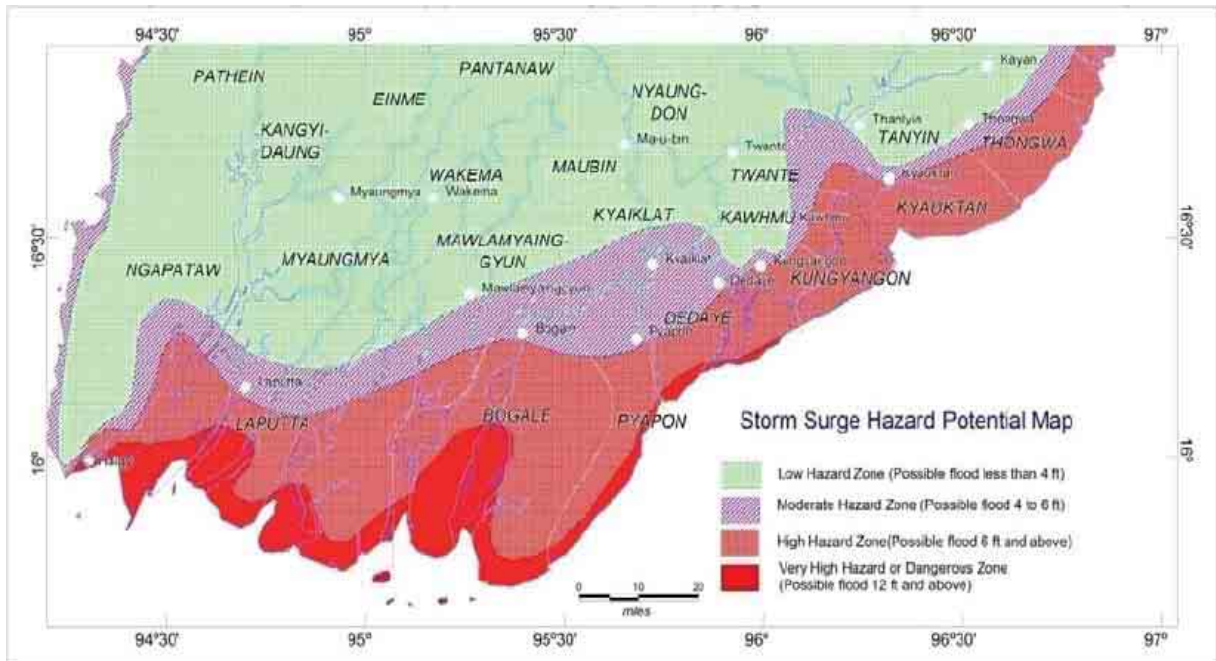 94°30' 95° 95°30' 96° 96°30' 97°
PATHEIN
PANTANAW
EINME
NYAUNG-
DON
KANGYI-
DAUNG
Kayan
Thanlyin
TANYIN
Thongwa
THONGWA
Ma-u-bin
Twante
MAUBIN
WAKEMA
TWANTE
Myaungmya
Wakema
Kyauktan
KYAUKTAN
KYAIKLAT
KAWHMU
Kawhmu
16°30'
16°30'
MAWLAMYAING-
GYUN
MYAUNGMYA
NGAPATAW
Kyaiklat
Kungyangon
KUNGYANGON
Dedaye
DEDAYE
Pyapon
LAPUTTA
Laputta
BOGALE
PYAPON
16°
16°
Storm Surge Hazard Potential Map
Low Hazard Zone (Possible flood less than 4 ft)
Moderate Hazard Zone (Possible flood 4 to 6 ft)
High Hazard Zone(Possible flood 6 ft and above)
Very High Hazard or Dangerous Zone
(Possible flood 12 ft and above)
0 10 20
miles
94°30' 95° 95°30' 96° 96°30' 97°